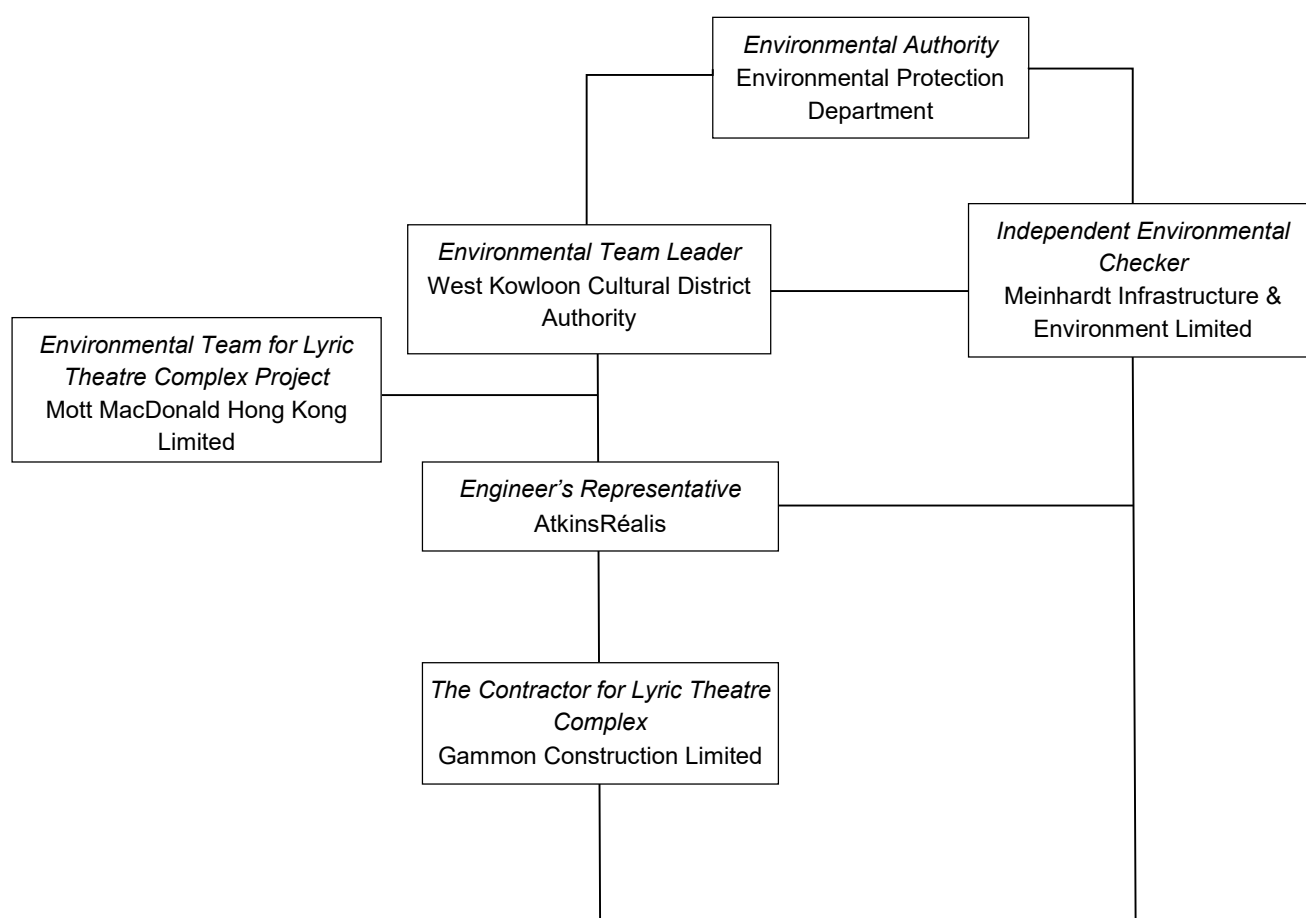 Environmental Authority
Environmental Protection
Department
Environmental Team Leader
West Kowloon Cultural District
Authority
Independent Environmental
Checker
Meinhardt Infrastructure &
Environment Limited
Environmental Team for Lyric
Theatre Complex Project
Mott MacDonald Hong Kong
Limited
Engineer’s Representative
AtkinsRéalis
The Contractor for Lyric Theatre
Complex
Gammon Construction Limited